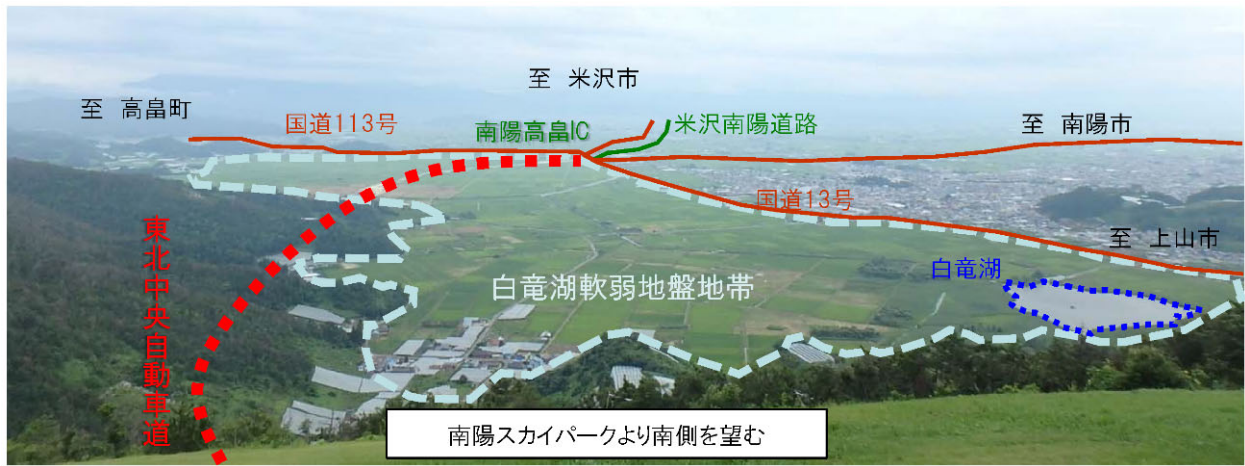 至 米沢市
至 高畠町
国道113号
南陽高畠IC
米沢南陽道路
至 南陽市
国道13号
東北中央自動車道
至 上山市
白竜湖
白竜湖軟弱地盤地帯
南陽スカイパークより南側を望む